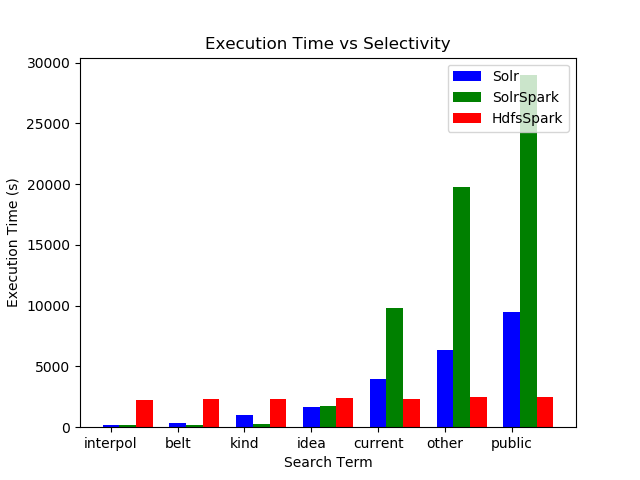 Execution Time vs Selectivity
Solr
SolrSpark
HdfsSpark
30000
25000
20000
15000
10000
5000
0
Execution Time (s)
interpol belt kind idea current other public
Search Term